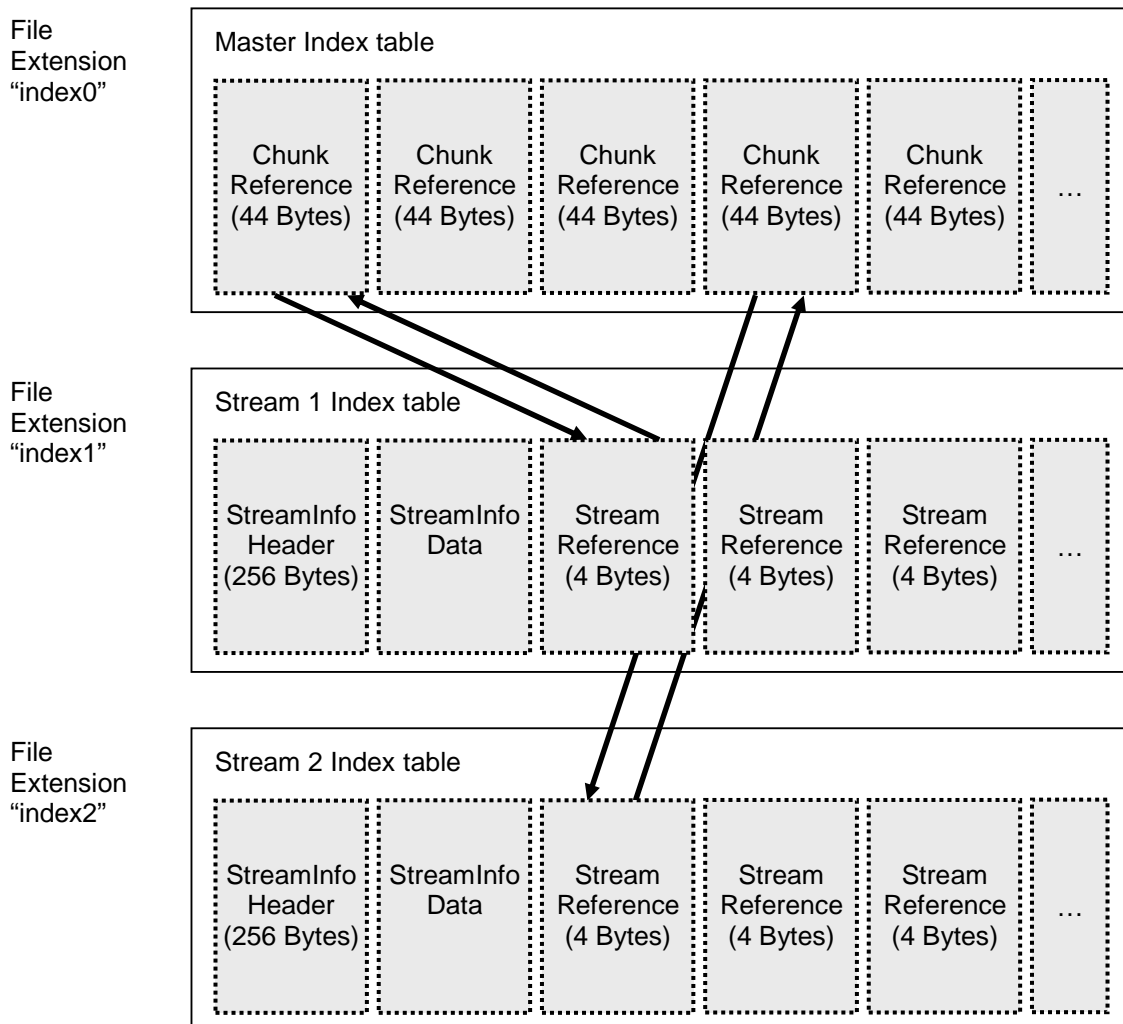 File
Extension
“index0”
Master Index table
Chunk
Reference
(44 Bytes)
Chunk
Reference
(44 Bytes)
Chunk
Reference
(44 Bytes)
Chunk
Reference
(44 Bytes)
Chunk
Reference
(44 Bytes)
…
File
Extension
“index1”
Stream 1 Index table
StreamInfo
Header
(256 Bytes)
StreamInfo
Data
Stream
Reference
(4 Bytes)
Stream
Reference
(4 Bytes)
Stream
Reference
(4 Bytes)
…
File
Extension
“index2”
Stream 2 Index table
StreamInfo
Header
(256 Bytes)
StreamInfo
Data
Stream
Reference
(4 Bytes)
Stream
Reference
(4 Bytes)
Stream
Reference
(4 Bytes)
…